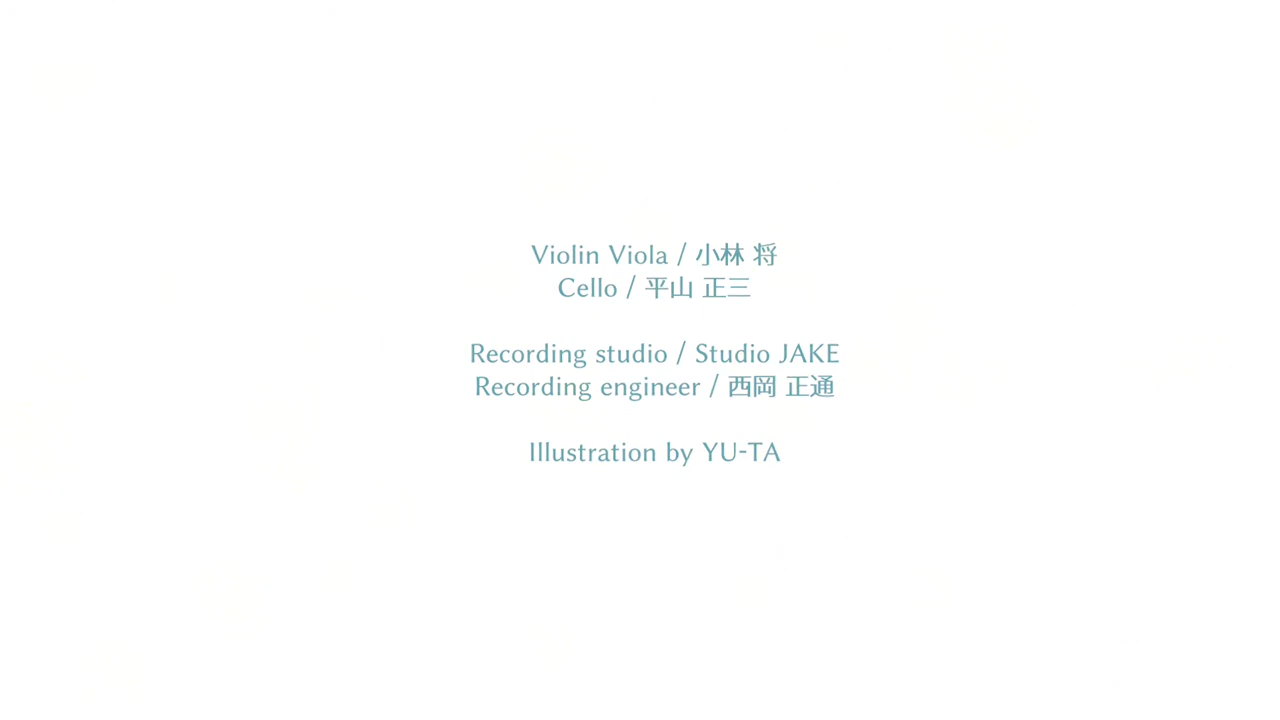 Violin Viola / 小林 将
Cello / 平山 正三
Recording studio / Studio JAKE
Recording engineer / 西岡 正通
Illustration by YU-TA